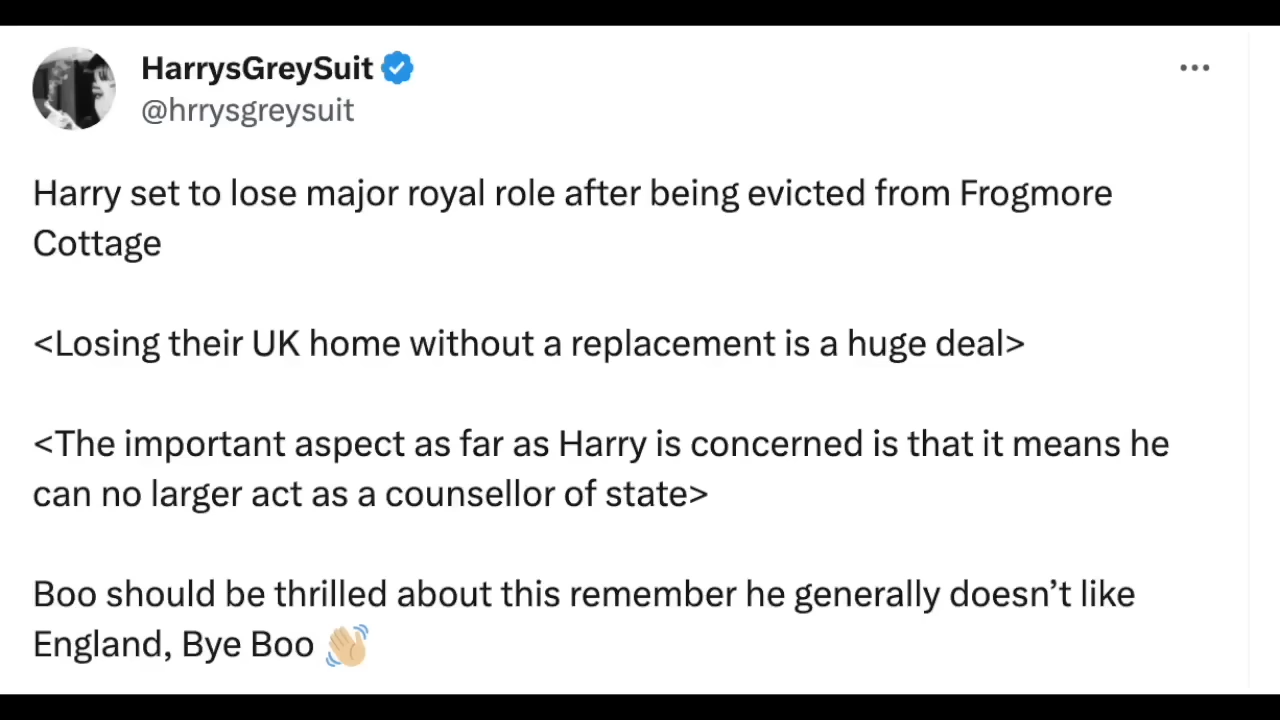 HarrysGreySuit
@hrrysgreysuit
Harry set to lose major royal role after being evicted from Frogmore
Cottage
<Losing their UK home without a replacement is a huge deal>
<The important aspect as far as Harry is concerned is that it means he
can no larger act as a counsellor of state>
Boo should be thrilled about this remember he generally doesn’t like
England, Bye Boo 👋🏼